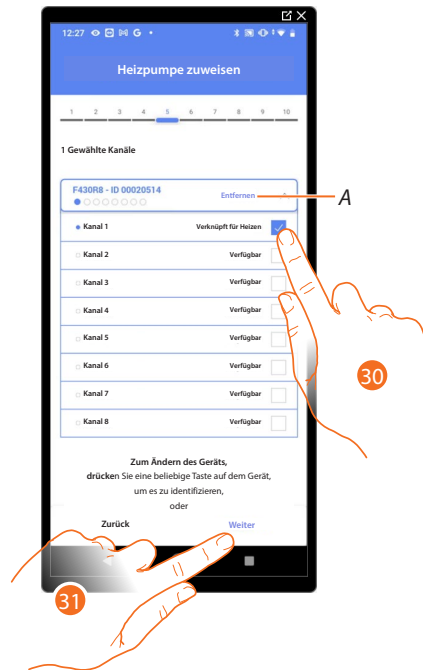 12:27 G
Heizpumpe zuweisen
1 2 3 4 5 6 7 8 9 10
1 Gewählte Kanäle
F430R8 - ID 00020514
Entfernen
A
Kanal 1 Verknüpft für Heizen
Kanal 2 Verfügbar
Kanal 3 Verfügbar
Kanal 4 Verfügbar
Kanal 5 Verfügbar
Kanal 6 Verfügbar
Kanal 7 Verfügbar
Kanal 8 Verfügbar
30
Zum Ändern des Geräts,
drücken Sie eine beliebige Taste auf dem Gerät,
um es zu identifizieren,
oder
Zurück Weiter
31